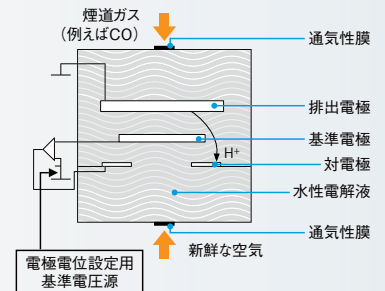 煙道ガス
(例えばCO)
通気性膜
排出電極
基準電極
H+
対電極
水性電解液
通気性膜
新鮮な空気
電極電位設定用
基準電圧源